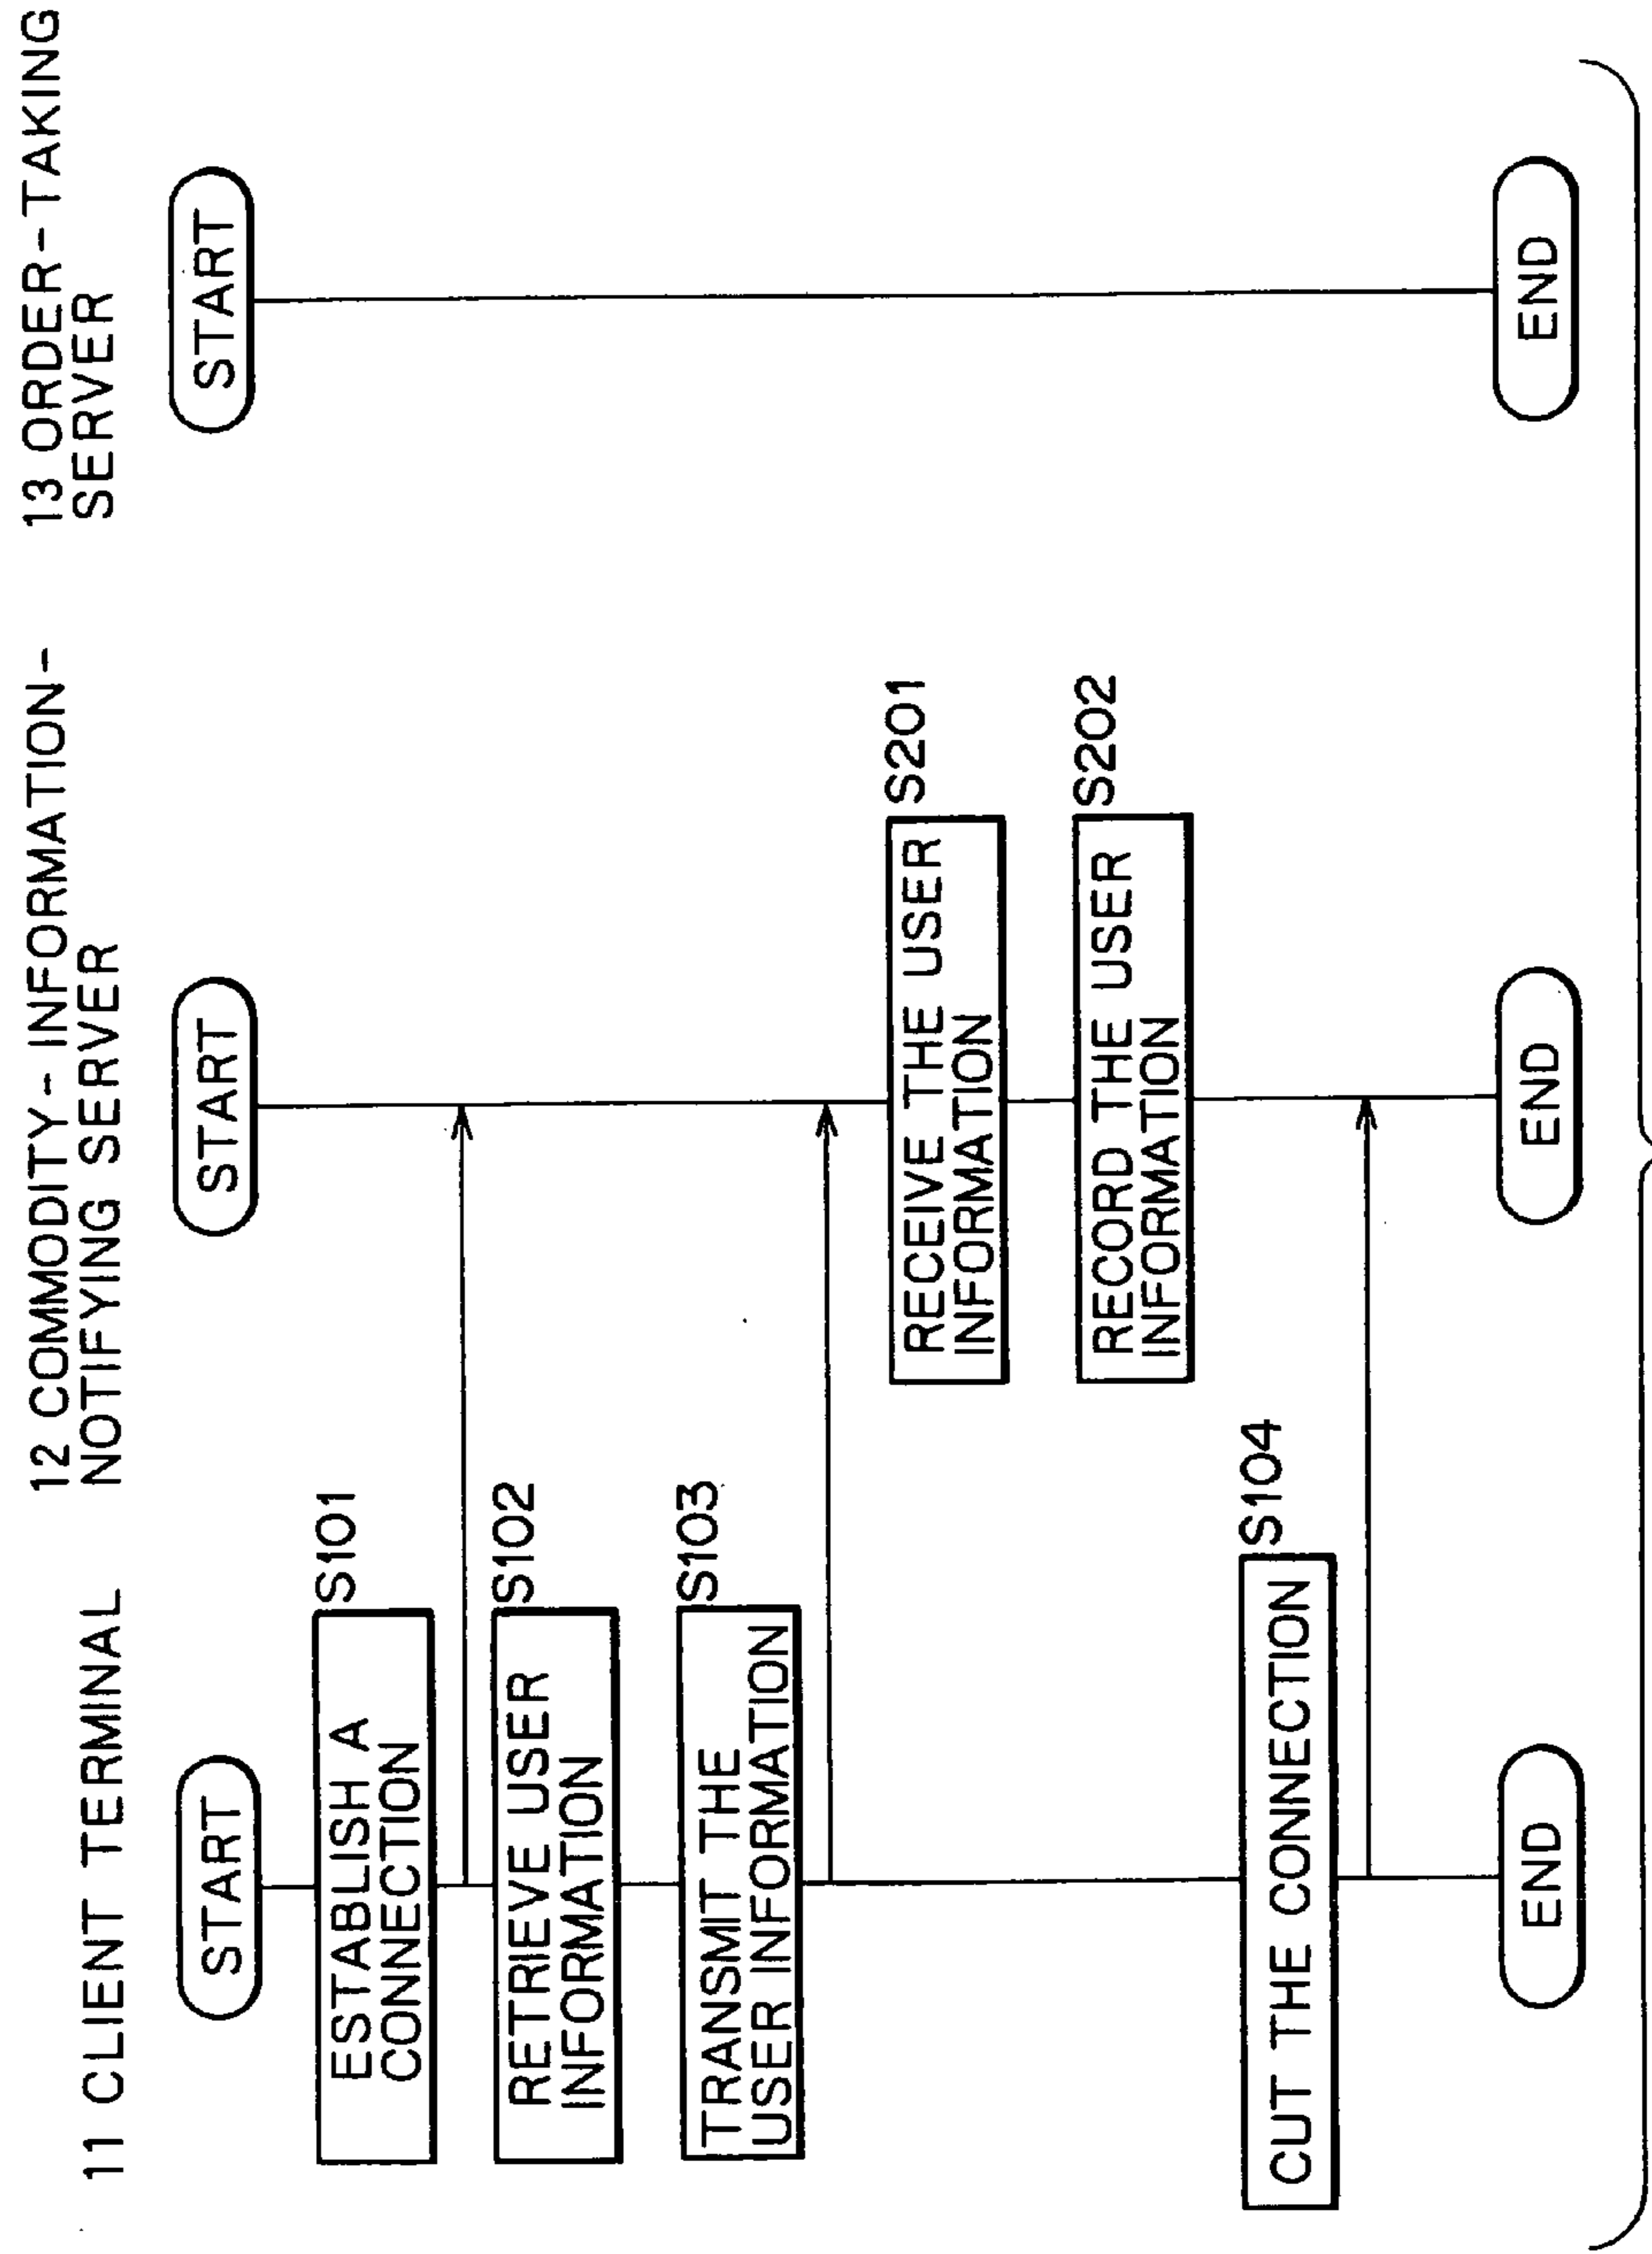 11 CLIENT TERMINAL
START
ESTABLISH A
CONNECTION
S101
RETRIEVE USER
INFORMATION
S102
TRANSMIT THE
USER INFORMATION
S103
CUT THE CONNECTION
S104
END
12 COMMODITY-INFORMATION-
NOTIFYING SERVER
START
RECEIVE THE USER
INFORMATION
S201
RECORD THE USER
INFORMATION
S202
END
13 ORDER-TAKING
SERVER
START
END